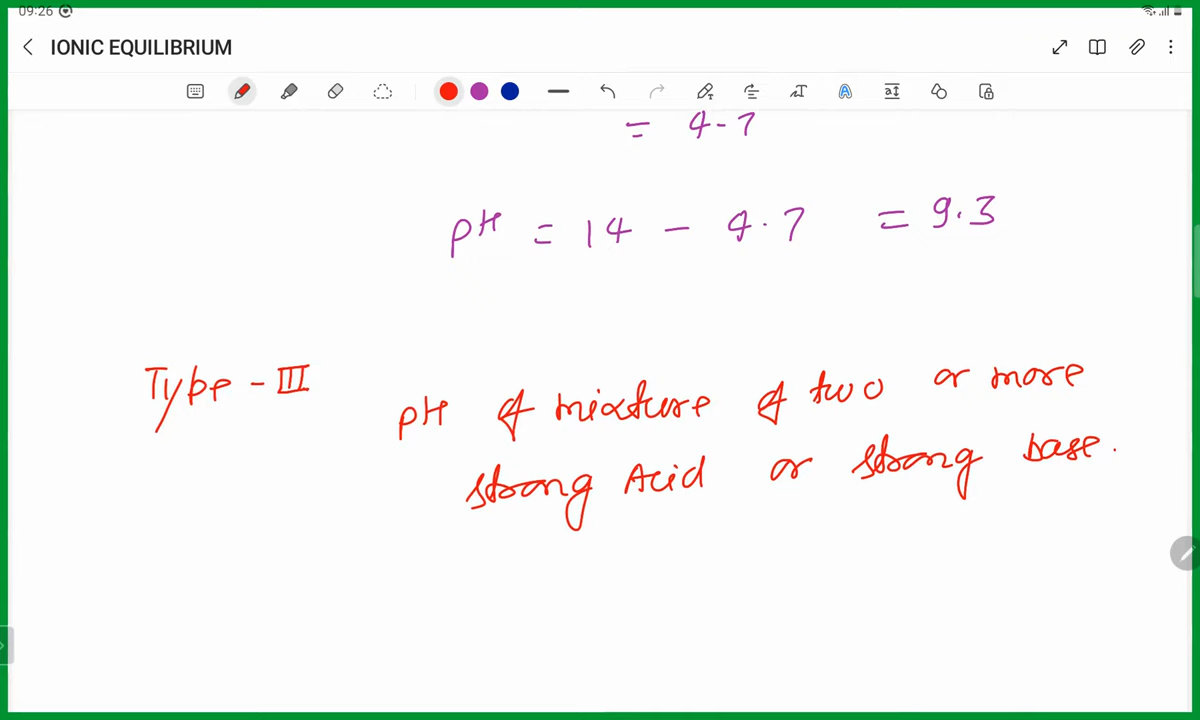 09:26
IONIC EQUILIBRIUM
= 4-7
pH = 14 - 4.7 = 9.3
Type - III
pH of mixture of two or more
strong Acid or strong base.